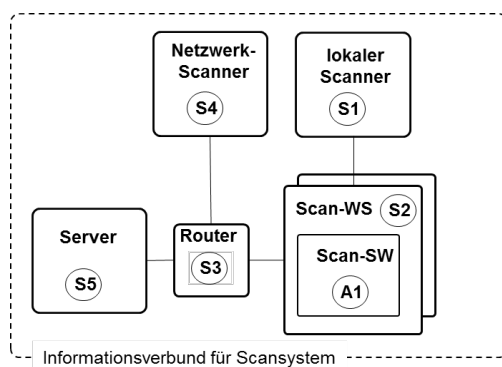 Netzwerk-
Scanner
S4
lokaler
Scanner
S1
Server
S5
Router
S3
Scan-WS
S2
Scan-SW
A1
Informationsverbund für Scansystem